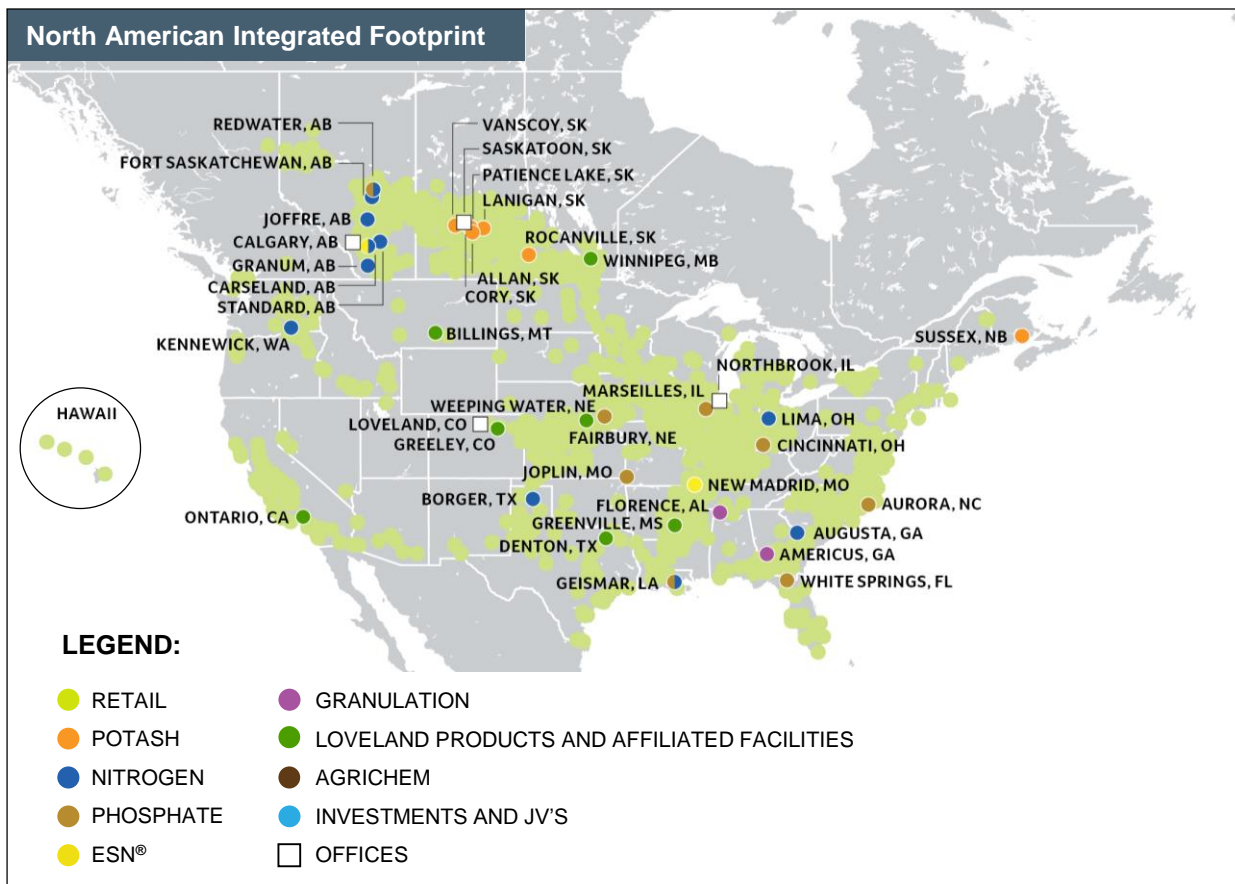 North American Integrated Footprint
REDWATER, AB
FORT SASKATCHEWAN, AB
JOFFRE, AB
CALGARY, AB
GRANUM, AB
CARSELAND, AB
STANDARD, AB
VANSCOY, SK
SASKATOON, SK
PATIENCE LAKE, SK
LANIGAN, SK
ROCANVILLE, SK
WINNIPEG, MB
ALLAN, SK
CORY, SK
KENNEWICK, WA
BILLINGS, MT
SUSSEX, NB
NORTHBROOK, IL
MARSEILLES, IL
WEEPING WATER, NE
LOVELAND, CO
GREELEY, CO
FAIRBURY, NE
LIMA, OH
CINCINNATI, OH
HAWAII
JOPLIN, MO
NEW MADRID, MO
BORGER, TX
FLORENCE, AL
AURORA, NC
ONTARIO, CA
GREENVILLE, MS
AUGUSTA, GA
DENTON, TX
AMERICUS, GA
GEISMAR, LA
WHITE SPRINGS, FL
LEGEND:
RETAIL
POTASH
NITROGEN
PHOSPHATE
ESN®
GRANULATION
LOVELAND PRODUCTS AND AFFILIATED FACILITIES
AGRICHEM
INVESTMENTS AND JV'S
OFFICES